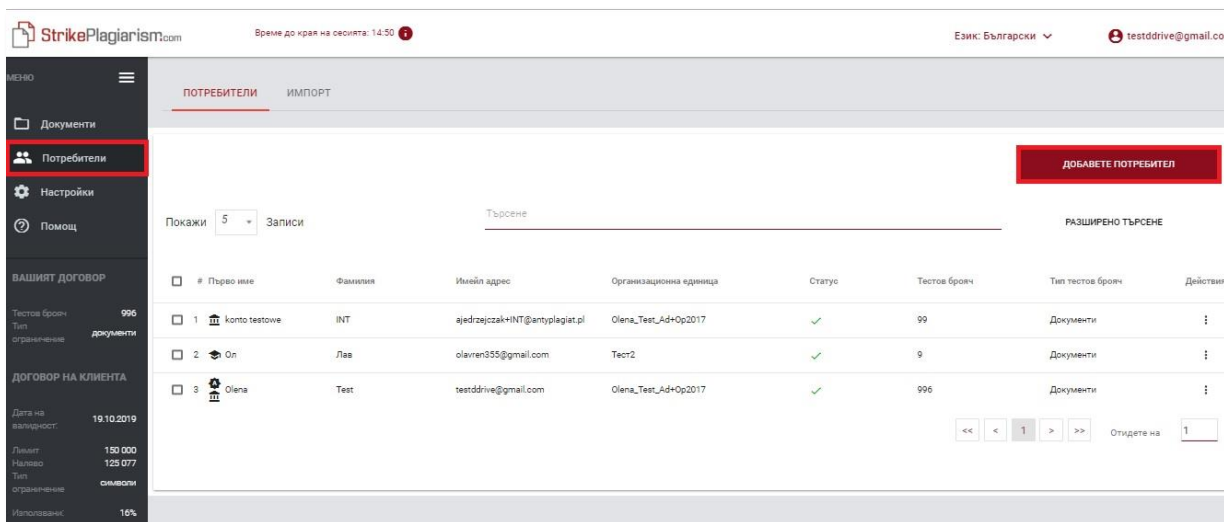 StrikePlagiarism.com
Време до края на сесията: 14:50
Език: Български
testddrive@gmail.co
МЕНЮ
ПОТРЕБИТЕЛИ ИМПОРТ
Документи
Потребители
ДОБАВЕТЕ ПОТРЕБИТЕЛ
Настройки
Помощ
Покажи 5 Записи
Търсене
РАЗШИРЕНО ТЪРСЕНЕ
ВАШИЯТ ДОГОВОР
# Първо име Фамилия Имейл адрес Организационна единица Статус Тестов брояч Тип тестов брояч Действия
Тестов брояч 996
Тип ограничение документи
1 konto testowe INT ajedrzejczak+INT@antyplagiat.pl Olena_Test_Ad+Op2017 99 Документи
2 Ол Лав olavren355@gmail.com Тест2 9 Документи
3 Olena Test testddrive@gmail.com Olena_Test_Ad+Op2017 996 Документи
ДОГОВОР НА КЛИЕНТА
Дата на валидност: 19.10.2019
<< < 1 > >> Отидете на 1
Лимит 150 000
Наляво 125 077
Тип ограничение символи
16%